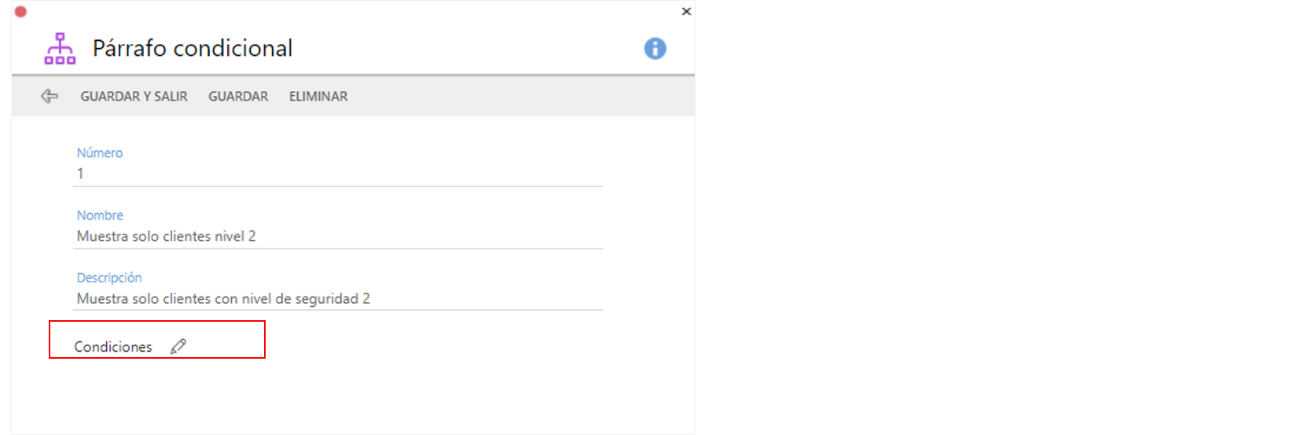 Párrafo condicional
GUARDAR Y SALIR GUARDAR ELIMINAR
Número
1
Nombre
Muestra solo clientes nivel 2
Descripción
Muestra solo clientes con nivel de seguridad 2
Condiciones